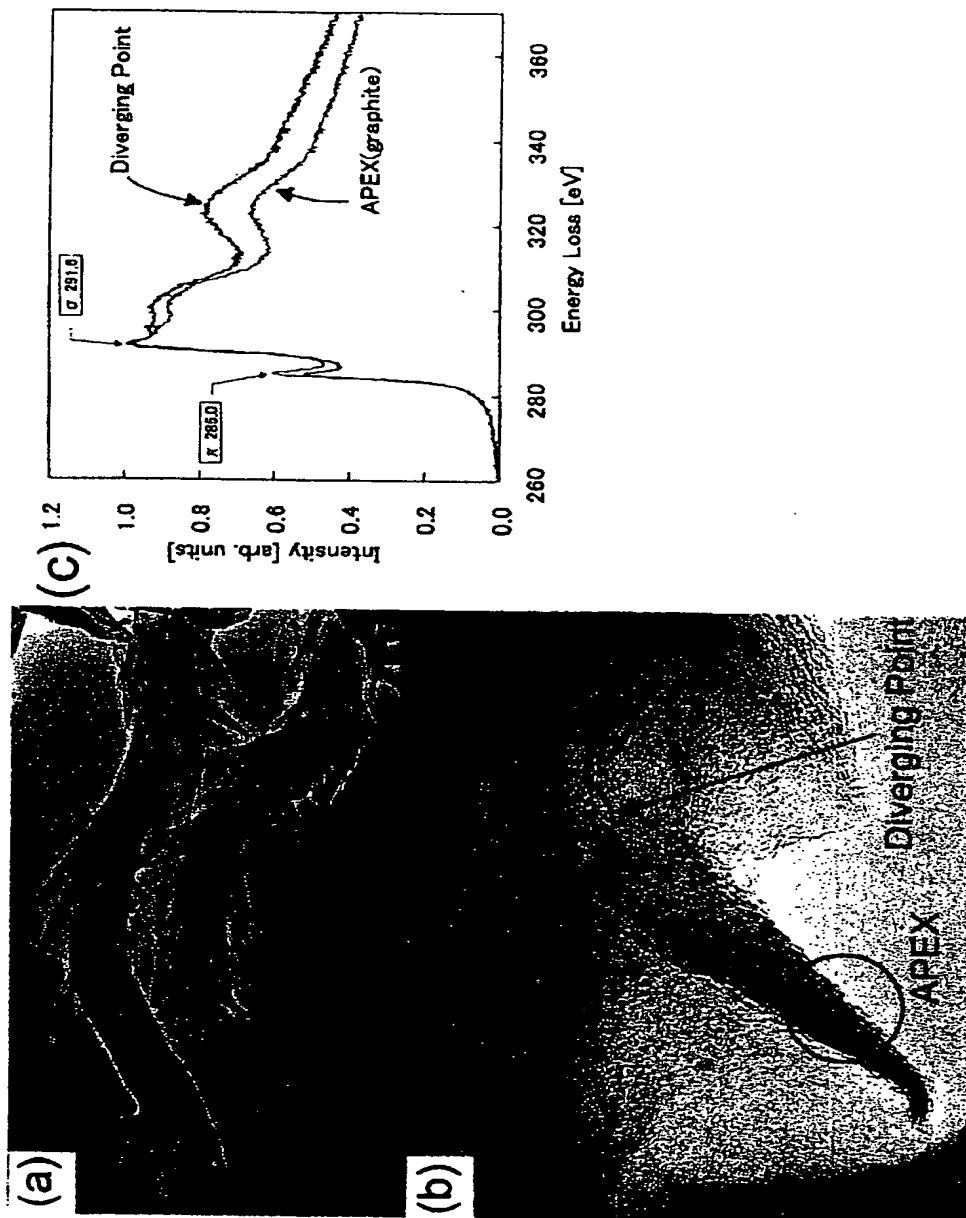 (a)
(b)
Diverging Point
APEX
(c)
Intensity [arb. units]
1.2
1.0
0.8
0.6
0.4
0.2
0.0
σ 291.8
π 285.0
Diverging Point
APEX(graphite)
260
280
300
320
340
360
Energy Loss [eV]